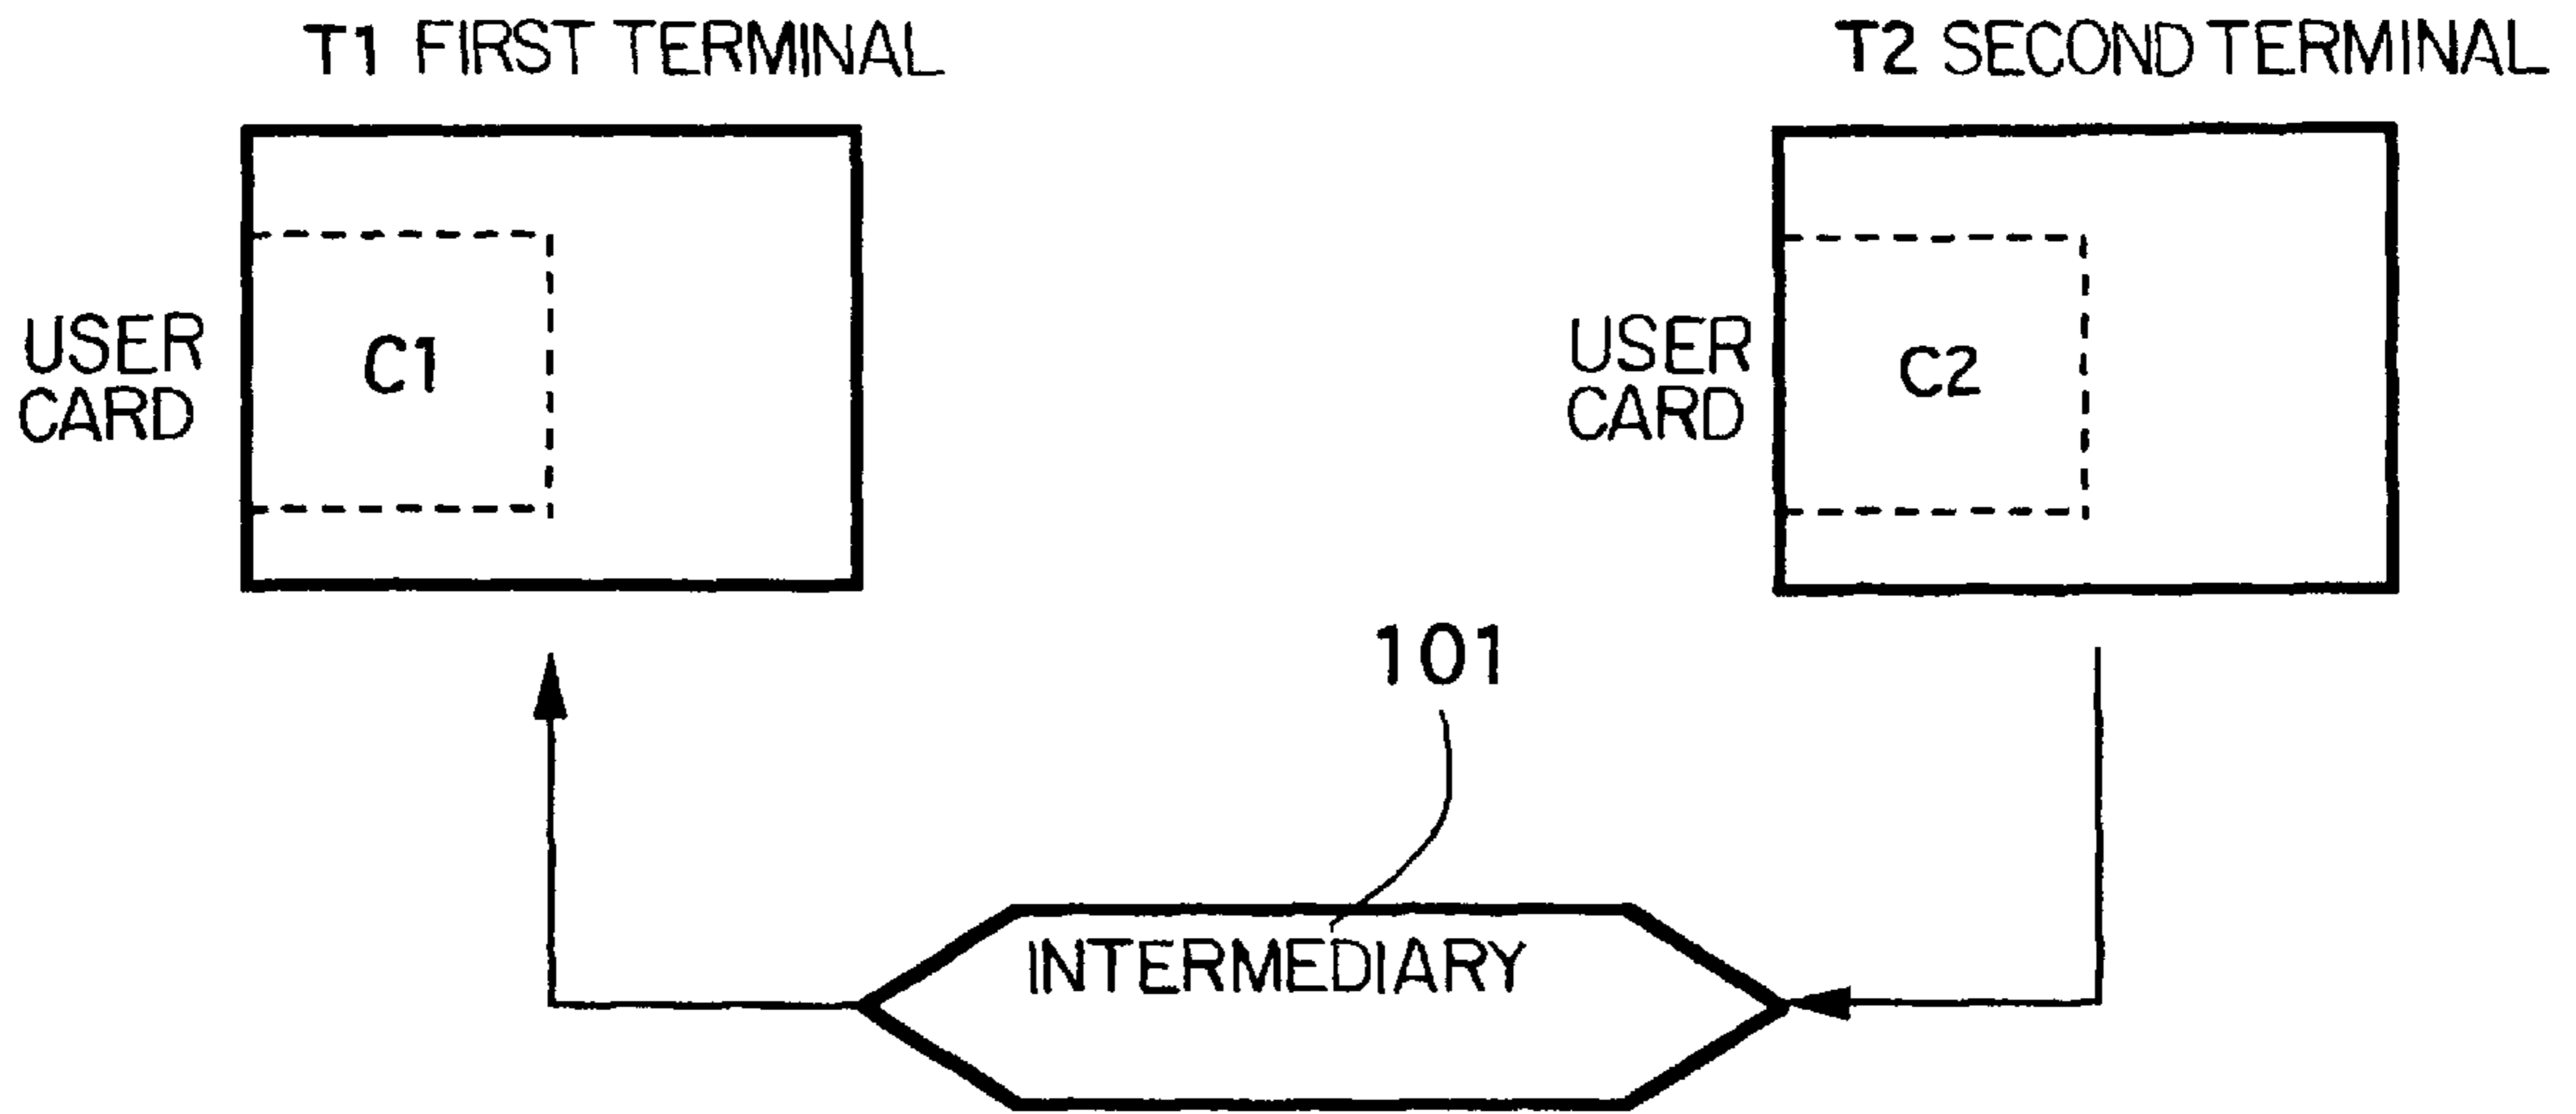 T1 FIRST TERMINAL
T2 SECOND TERMINAL
USER
CARD
C1
USER
CARD
C2
101
INTERMEDIARY